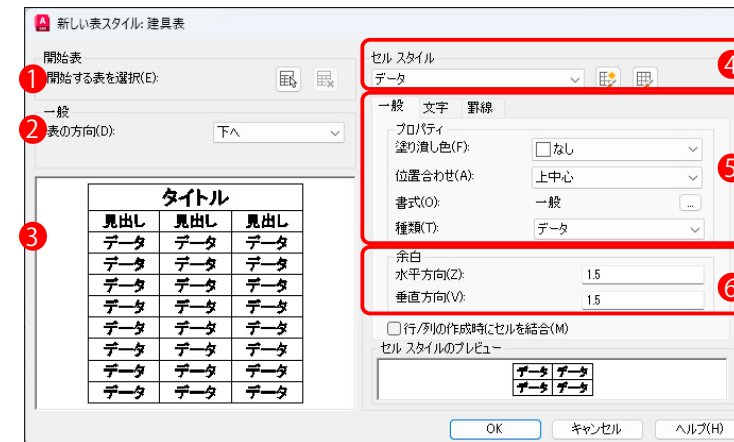 新しい表スタイル: 建具表
開始表
1 開始する表を選択(E):
一般
2 表の方向(D): 下へ
3
タイトル
見出し 見出し 見出し
データ データ データ
データ データ データ
データ データ データ
データ データ データ
データ データ データ
データ データ データ
データ データ データ
データ データ データ
セル スタイル
データ 4
一般 文字 罫線
プロパティ
塗り潰し色(F): なし
位置合わせ(A): 上中心
5
書式(O): 一般 ...
種類(T): データ
余白
水平方向(Z): 1.5
6
垂直方向(V): 1.5
行/列の作成時にセルを結合(M)
セル スタイルのプレビュー
データ データ
データ データ
OK キャンセル ヘルプ(H)